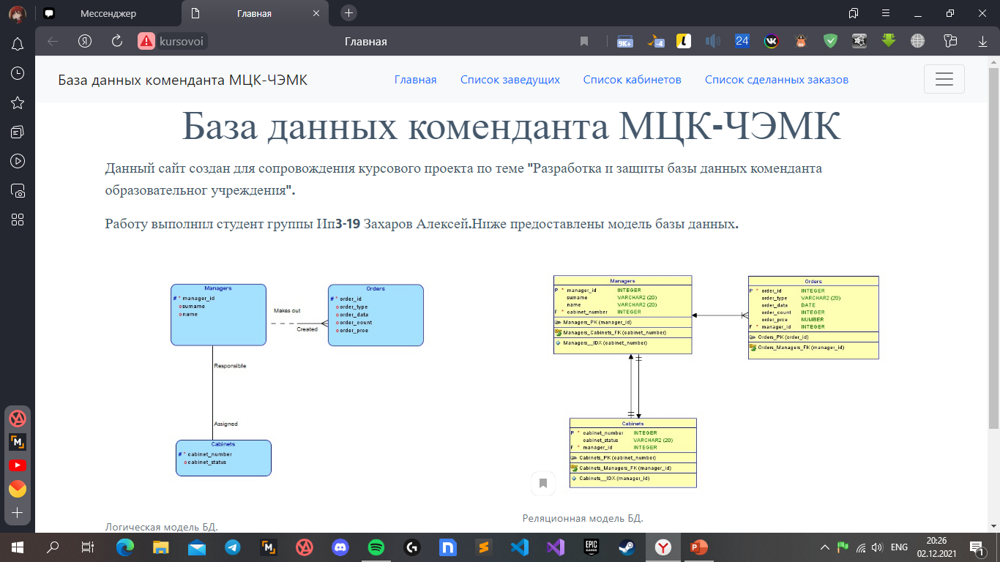 Мессенджер
Главная
kursovoi
Главная
9K+
-4
24
База данных коменданта МЦК-ЧЭМК
Главная
Список заведущих
Список кабинетов
Список сделанных заказов
База данных коменданта МЦК-ЧЭМК
Данный сайт создан для сопровождения курсового проекта по теме "Разработка и защиты базы данных коменданта
образовательног учреждения".
Работу выполнил студент группы Ип3-19 Захаров Алексей.Ниже предоставлены модель базы данных.
Managers
# * manager_id
o surname
o name
Makes out
Created
Orders
# * order_id
o order_type
o order_data
o order_count
o order_prce
Responsible
Assigned
Cabinets
# * cabinet_number
o cabinet_status
Логическая модель БД.
Managers
P * manager_id INTEGER
surname VARCHAR2 (20)
name VARCHAR2 (20)
F * cabinet_number INTEGER
Managers_PK (manager_id)
Managers_Cabinets_FK (cabinet_number)
Managers__IDX (cabinet_number)
Orders
P * order_id INTEGER
order_type VARCHAR2 (20)
order_data DATE
order_count INTEGER
order_prce NUMBER
F * manager_id INTEGER
Orders_PK (order_id)
Orders_Managers_FK (manager_id)
Cabinets
P * cabinet_number INTEGER
cabinet_status VARCHAR2 (20)
F * manager_id INTEGER
Cabinets_PK (cabinet_number)
Cabinets_Managers_FK (manager_id)
Cabinets__IDX (manager_id)
Реляционная модель БД.
ENG
20:26
02.12.2021
1